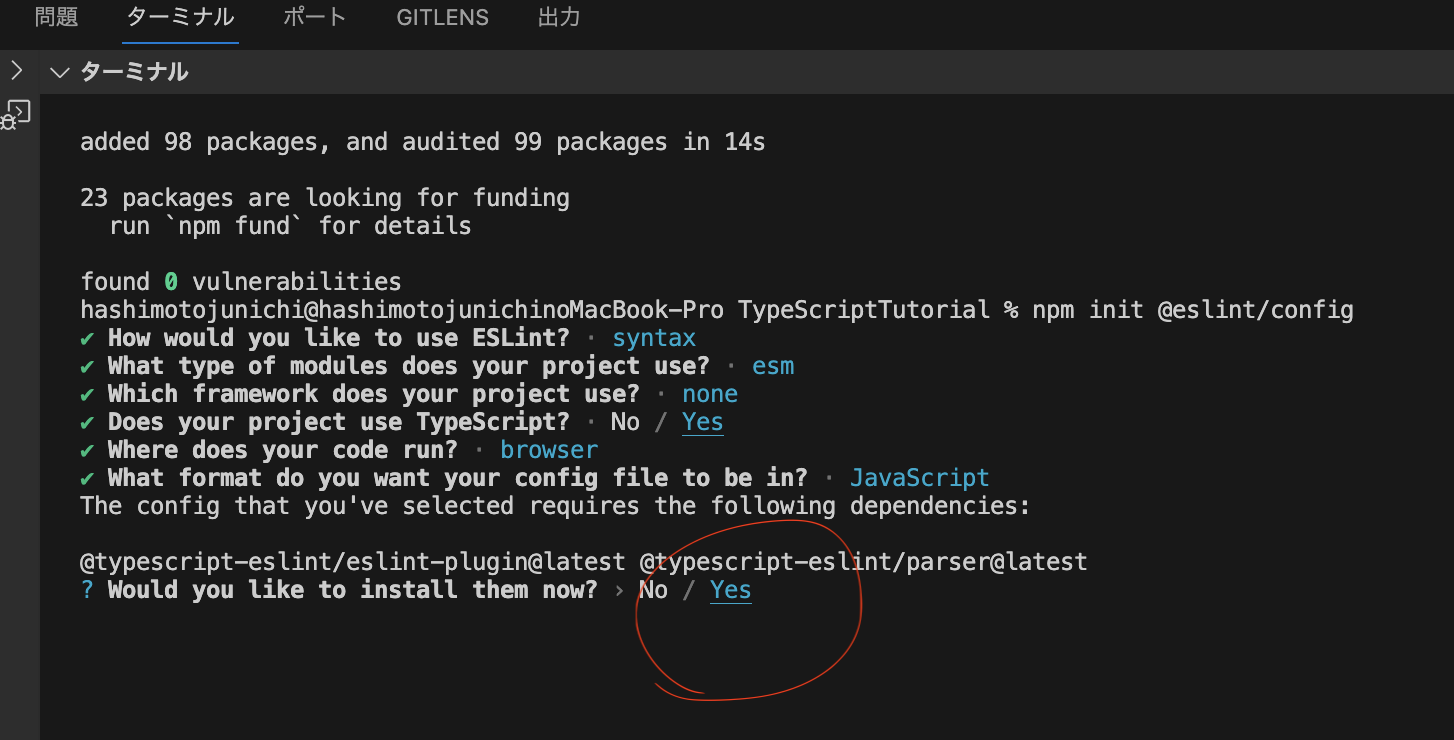 問題 ターミナル ポート GITLENS 出力
ターミナル
added 98 packages, and audited 99 packages in 14s
23 packages are looking for funding
run `npm fund` for details
found 0 vulnerabilities
hashimotojunichi@hashimotojunichinoMacBook-Pro TypeScriptTutorial % npm init @eslint/config
✔ How would you like to use ESLint? · syntax
✔ What type of modules does your project use? · esm
✔ Which framework does your project use? · none
✔ Does your project use TypeScript? · No / Yes
✔ Where does your code run? · browser
✔ What format do you want your config file to be in? · JavaScript
The config that you've selected requires the following dependencies:
@typescript-eslint/eslint-plugin@latest @typescript-eslint/parser@latest
? Would you like to install them now? › No / Yes